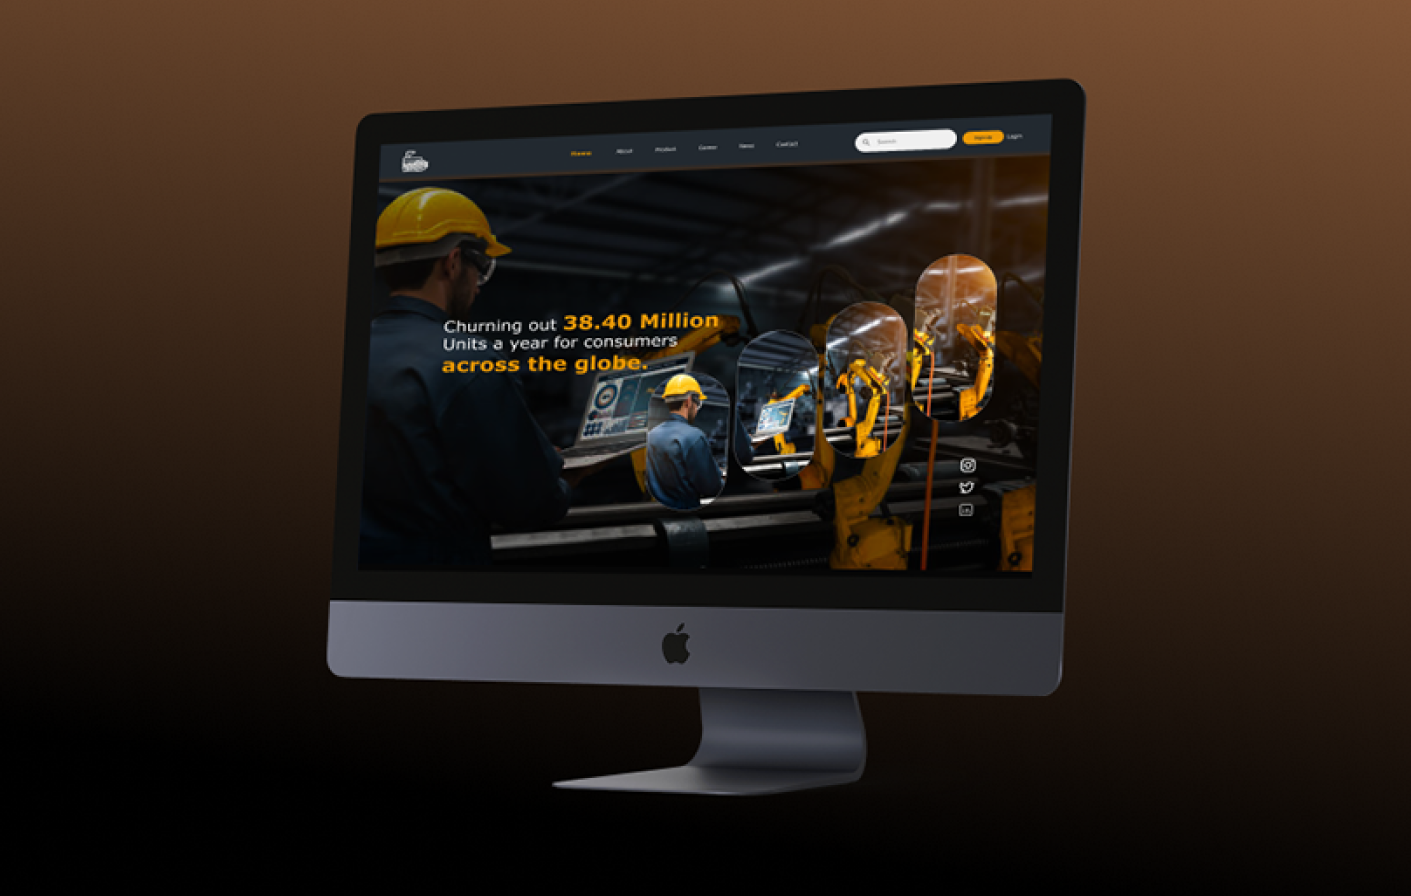 Home About Product Career News Contact Search Sign Up Login
Churning out 38.40 Million
Units a year for consumers
across the globe.